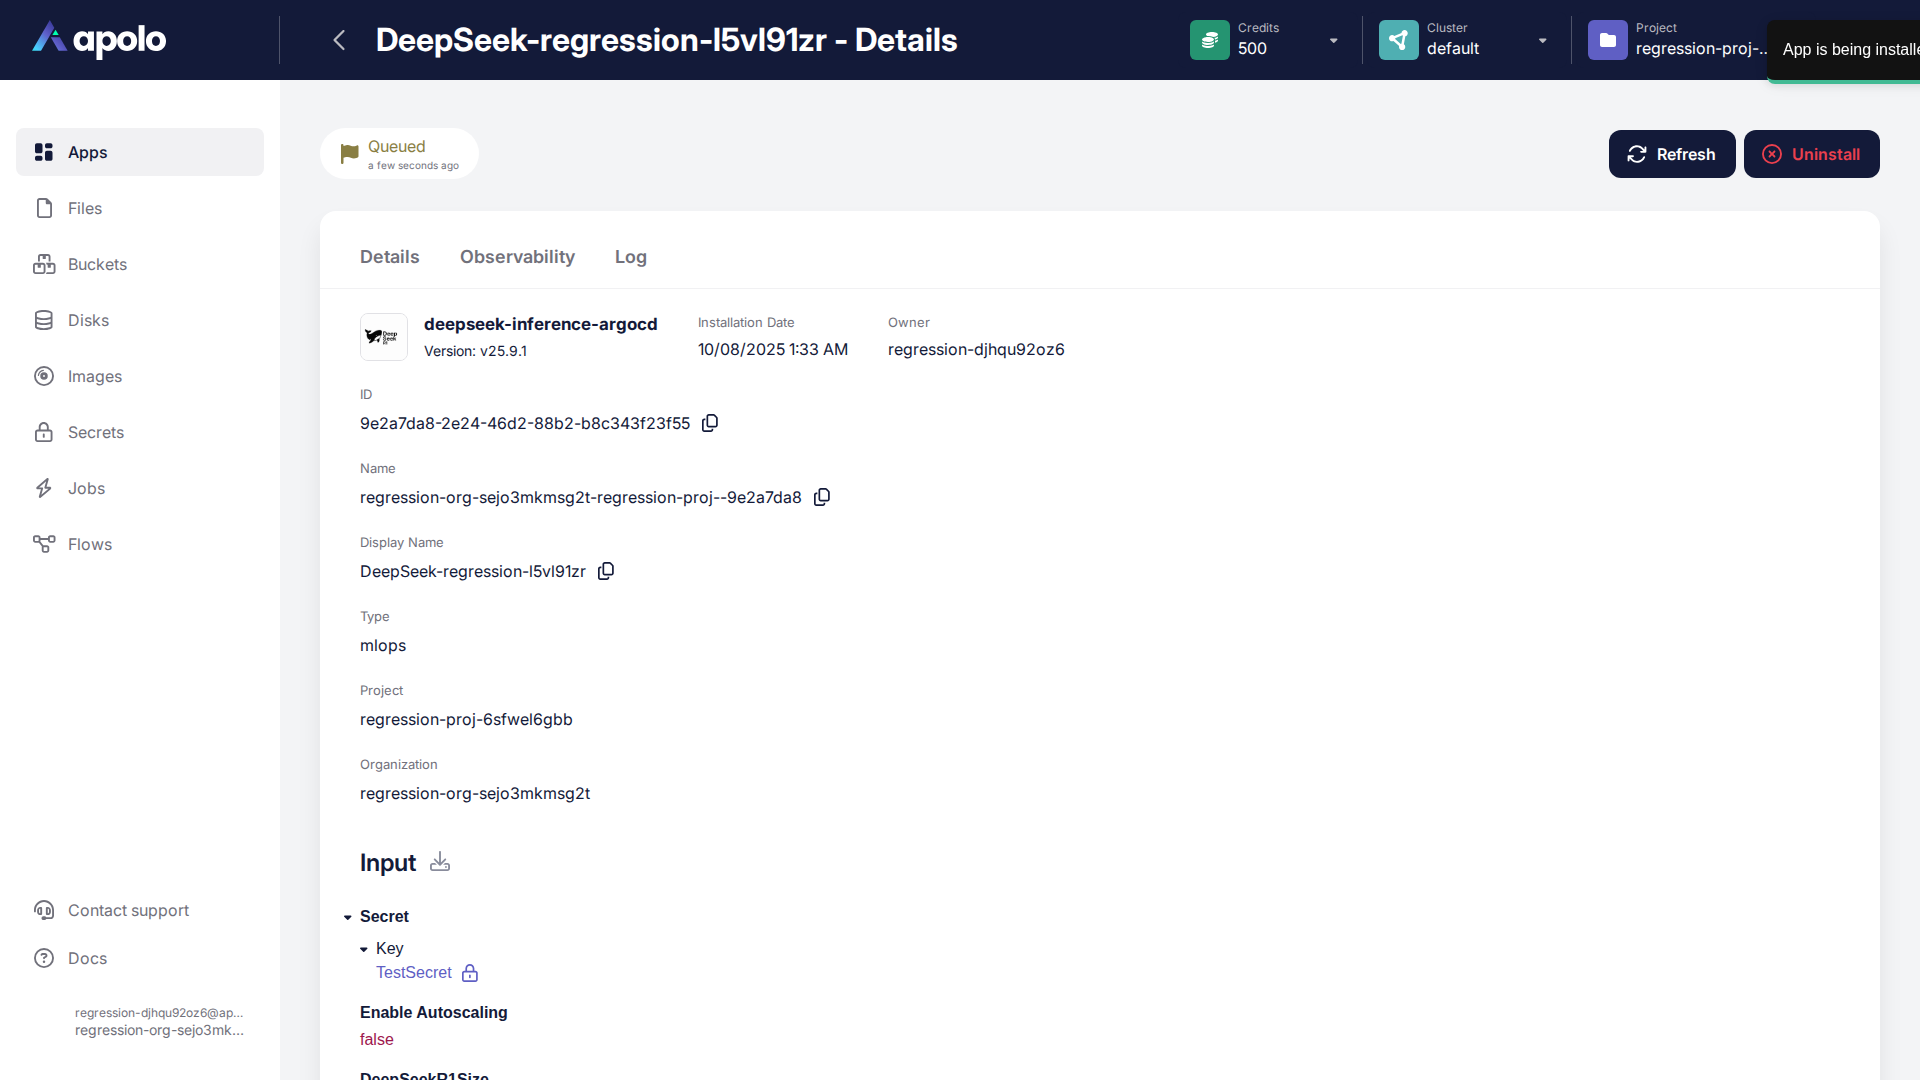 apolo
DeepSeek-regression-l5vl91zr - Details
Credits
500
Cluster
default
Project
regression-proj-..
App is being installe
Apps
Files
Buckets
Disks
Images
Secrets
Jobs
Flows
Contact support
Docs
regression-djhqu92oz6@ap...
regression-org-sejo3mk...
Queued
a few seconds ago
Refresh
Uninstall
Details
Observability
Log
deep
seek
deepseek-inference-argocd
Version: v25.9.1
Installation Date
10/08/2025 1:33 AM
Owner
regression-djhqu92oz6
ID
9e2a7da8-2e24-46d2-88b2-b8c343f23f55
Name
regression-org-sejo3mkmsg2t-regression-proj--9e2a7da8
Display Name
DeepSeek-regression-l5vl91zr
Type
mlops
Project
regression-proj-6sfwel6gbb
Organization
regression-org-sejo3mkmsg2t
Input
Secret
Key
TestSecret
Enable Autoscaling
false
DeepSeekR1Size